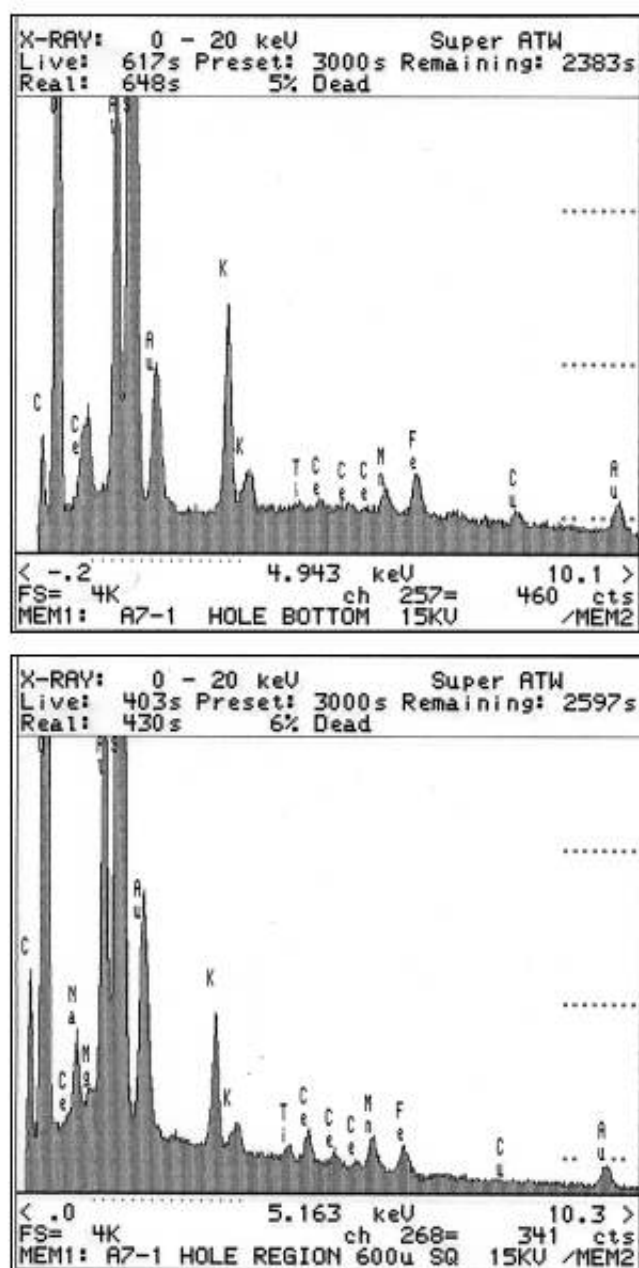 X-RAY: 0 - 20 keV Super ATW
Live: 617s Preset: 3000s Remaining: 2383s
Real: 648s 5% Dead
O Au S
K
Au
C
Ce
K
Ti Ce Ce Ce Mn Fe Cu Au
< -.2 4.943 keV 10.1 >
FS= 4K ch 257= 460 cts
MEM1: A7-1 HOLE BOTTOM 15KV /MEM2
X-RAY: 0 - 20 keV Super ATW
Live: 403s Preset: 3000s Remaining: 2597s
Real: 430s 6% Dead
O Au S
Au
C
K
Na
Mg
Ce
K
Ti Ce Ce Ce Mn Fe Cu Au
< .0 5.163 keV 10.3 >
FS= 4K ch 268= 341 cts
MEM1: A7-1 HOLE REGION 600u SQ 15KV /MEM2